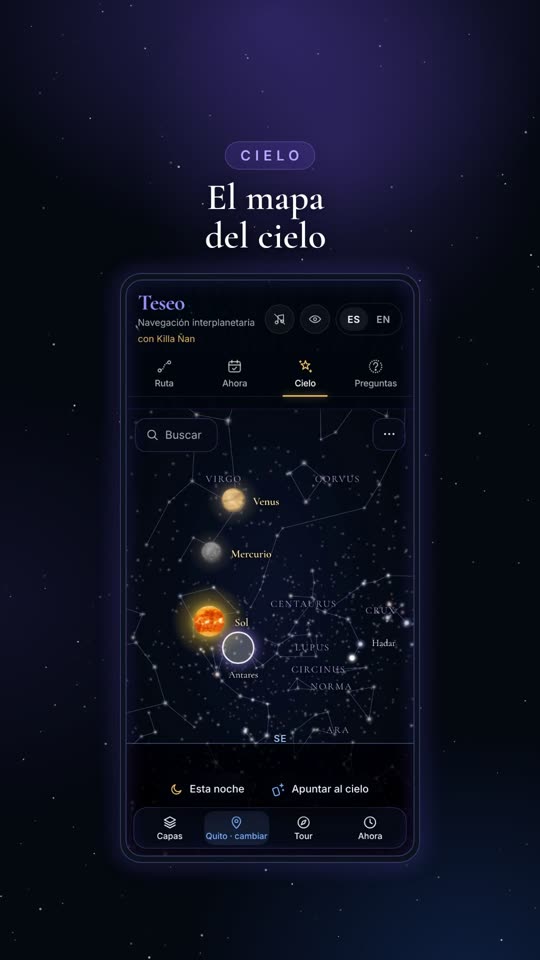 CIELO
El mapa
del cielo
Teseo
Navegación interplanetaria
con Killa Ñan
ES EN
Ruta Ahora Cielo Preguntas
Buscar
VIRGO CORVUS
Venus
Mercurio
CENTAURUS
CRUX
Sol
Hadar
LUPUS
CIRCINUS
Antares
NORMA
ARA
SE
Esta noche Apuntar al cielo
Capas Quito · cambiar Tour Ahora